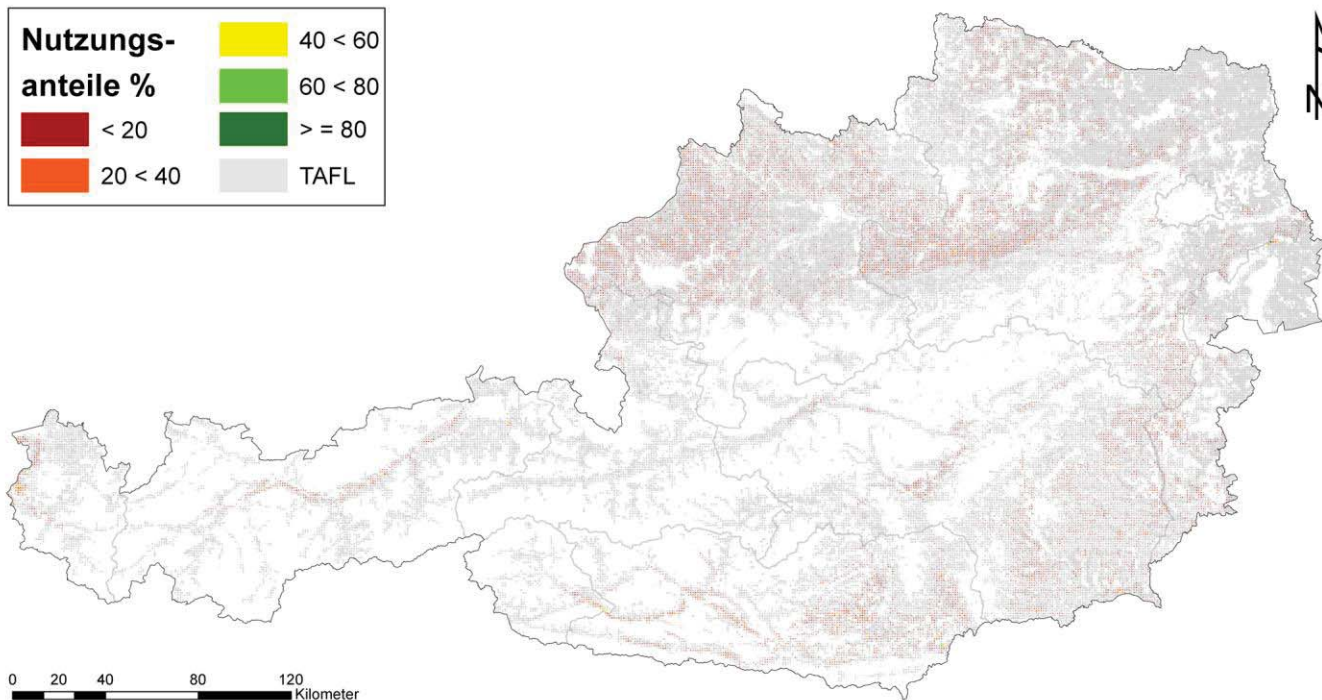 Nutzungs-
anteile %
< 20
20 < 40
40 < 60
60 < 80
> = 80
TAFL
N
0 20 40 80 120
Kilometer